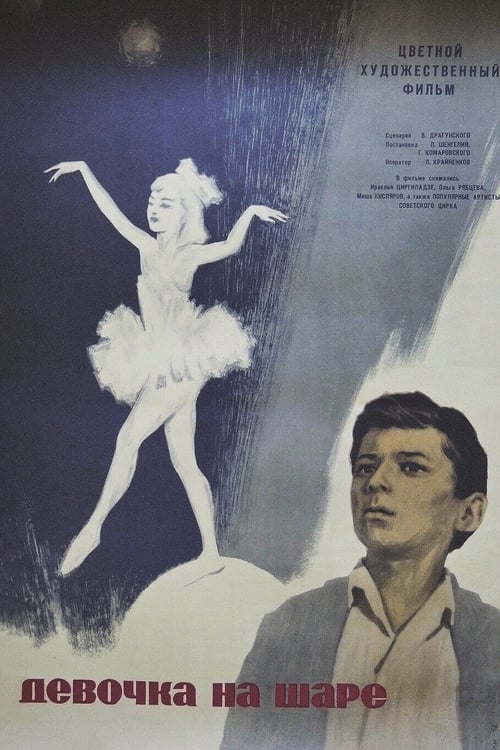 ЦВЕТНОЙ
ХУДОЖЕСТВЕННЫЙ
ФИЛЬМ
Сценарий В. ДРАГУНСКОГО
Постановка Л. ШЕНГЕЛИЯ,
Г. КОМАРОВСКОГО
Оператор Л. КРАЙНЕНКОВ
В фильме снимались
Ираклий ЦИРГИЛАДЗЕ, Ольга РЯБЦЕВА,
Миша КИСЛЯРОВ, а также ПОПУЛЯРНЫЕ АРТИСТЫ
СОВЕТСКОГО ЦИРКА
ДЕВОЧКА НА ШАРЕ